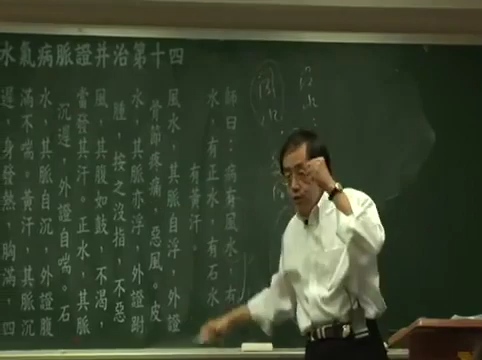 水氣病脈證并治第十四
師曰：病有風水，有
水，有正水，有石水
有黃汗。
風水，其脈自浮，外證
骨節疼痛，惡風。皮
水，其脈亦浮，外證胕
腫，按之沒指，不惡
風，其腹如鼓，不渴，
當發其汗。正水，其脈
沉遲，外證自喘。石
水，其脈自沉，外證腹
滿不喘。黃汗，其脈沉
遲，身發熱，胸滿，四